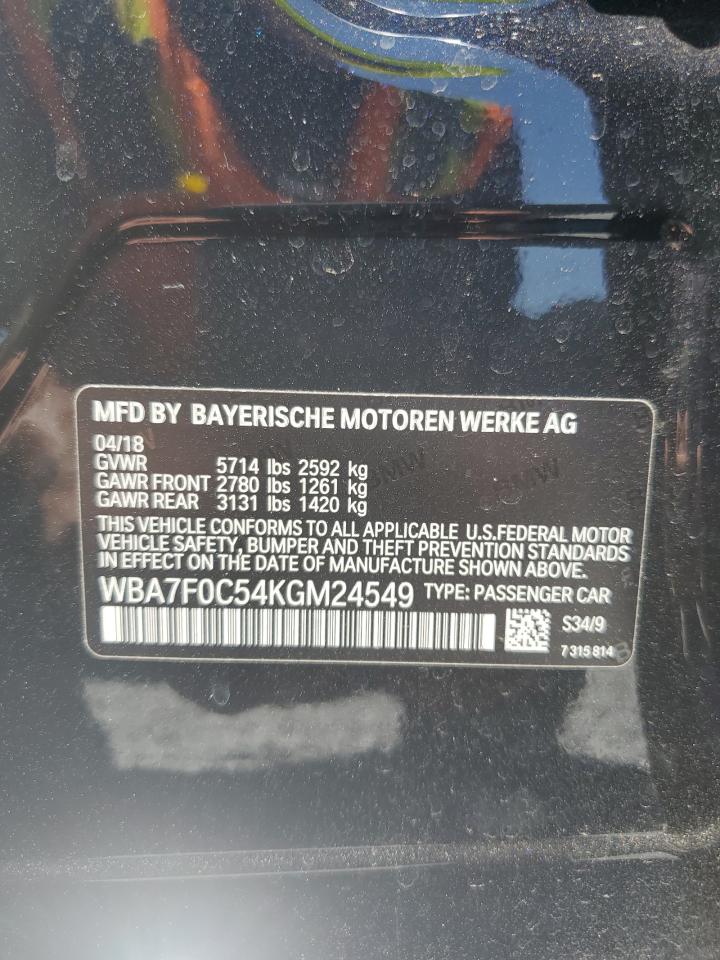 MFD BY BAYERISCHE MOTOREN WERKE AG
04/18
GVWR 5714 lbs 2592 kg
GAWR FRONT 2780 lbs 1261 kg
GAWR REAR 3131 lbs 1420 kg
THIS VEHICLE CONFORMS TO ALL APPLICABLE U.S.FEDERAL MOTOR
VEHICLE SAFETY, BUMPER AND THEFT PREVENTION STANDARDS
IN EFFECT ON THE DATE OF MANUFACTURE SHOWN ABOVE.
WBA7F0C54KGM24549 TYPE: PASSENGER CAR
S34/9
7 315 814